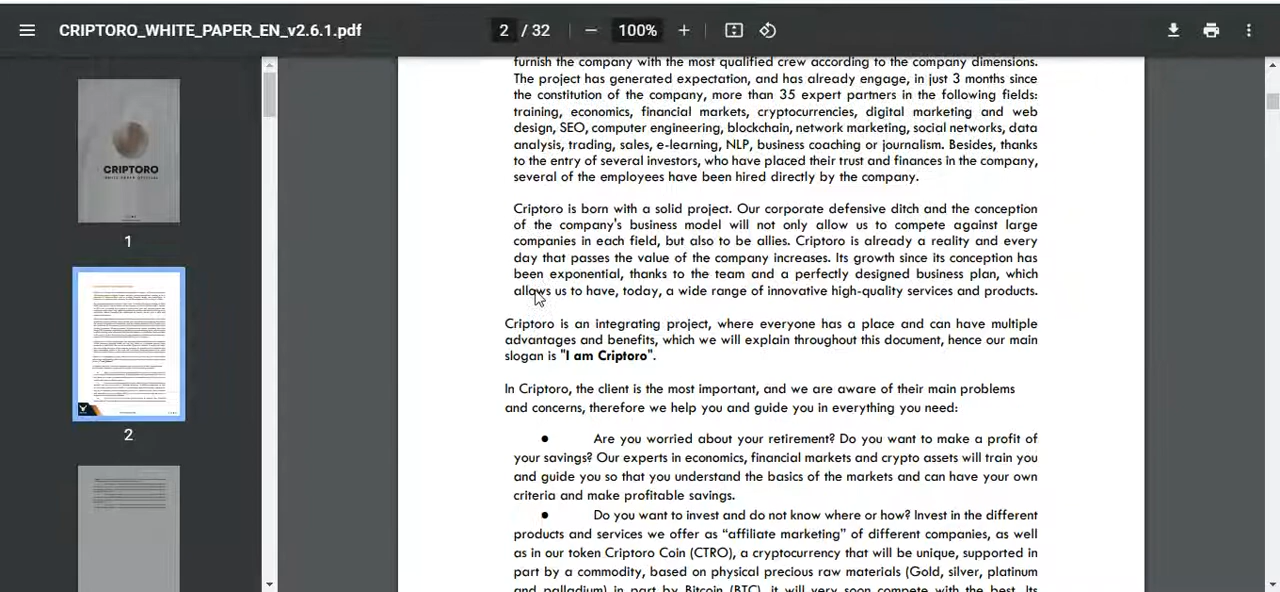 CRIPTORO_WHITE_PAPER_EN_v2.6.1.pdf
2 / 32
100%
CRIPTORO
1
2
furnish the company with the most qualified crew according to the company dimensions.
The project has generated expectation, and has already engage, in just 3 months since
the constitution of the company, more than 35 expert partners in the following fields:
training, economics, financial markets, cryptocurrencies, digital marketing and web
design, SEO, computer engineering, blockchain, network marketing, social networks, data
analysis, trading, sales, e-learning, NLP, business coaching or journalism. Besides, thanks
to the entry of several investors, who have placed their trust and finances in the company,
several of the employees have been hired directly by the company.
Criptoro is born with a solid project. Our corporate defensive ditch and the conception
of the company's business model will not only allow us to compete against large
companies in each field, but also to be allies. Criptoro is already a reality and every
day that passes the value of the company increases. Its growth since its conception has
been exponential, thanks to the team and a perfectly designed business plan, which
allows us to have, today, a wide range of innovative high-quality services and products.
Criptoro is an integrating project, where everyone has a place and can have multiple
advantages and benefits, which we will explain throughout this document, hence our main
slogan is "I am Criptoro".
In Criptoro, the client is the most important, and we are aware of their main problems
and concerns, therefore we help you and guide you in everything you need:
• Are you worried about your retirement? Do you want to make a profit of
your savings? Our experts in economics, financial markets and crypto assets will train you
and guide you so that you understand the basics of the markets and can have your own
criteria and make profitable savings.
• Do you want to invest and do not know where or how? Invest in the different
products and services we offer as “affiliate marketing” of different companies, as well
as in our token Criptoro Coin (CTRO), a cryptocurrency that will be unique, supported in
part by a commodity, based on physical precious raw materials (Gold, silver, platinum
and palladium) in part by Bitcoin (BTC), it will very soon compete with the best. Its